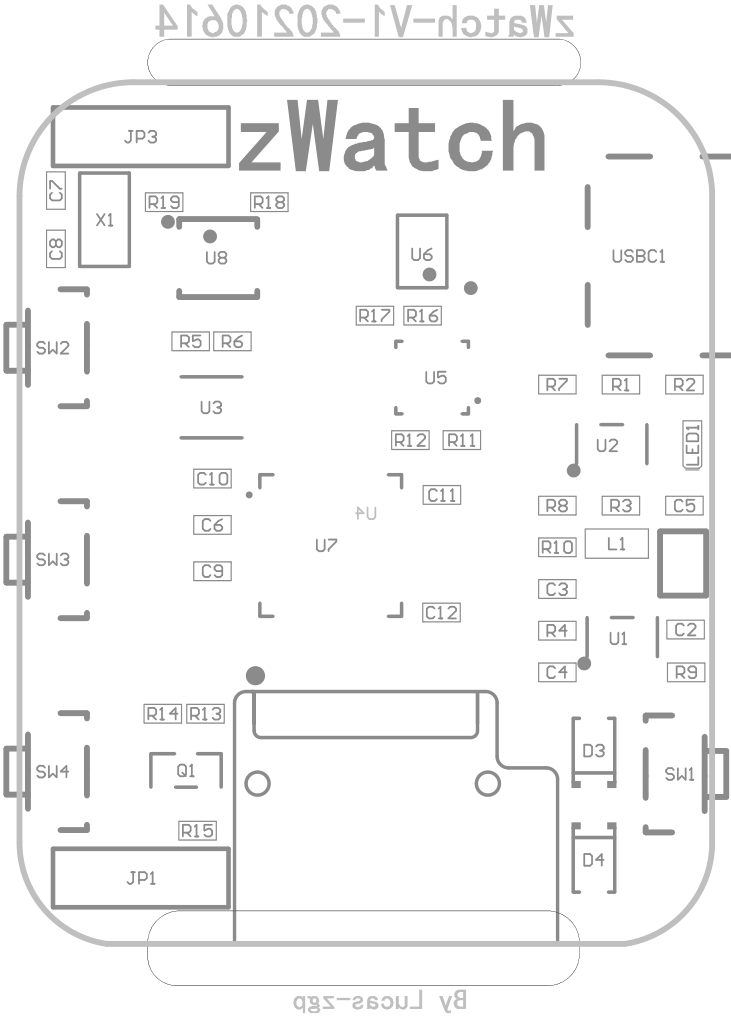 zWatch-V1-20210614
zWatch
JP3
C7
X1
R19
R18
C8
U8
U6
USBC1
R17 R16
SW2
R5 R6
U5
R7 R1 R2
U3
R12 R11
U2
LED1
C10
C11
U4
R8 R3 C5
C6
U7
L1
R10
SW3
C9
C3
C12
R4
U1
C2
C4
R9
R14 R13
D3
SW4
Q1
SW1
R15
D4
JP1
By Lucas-zgp